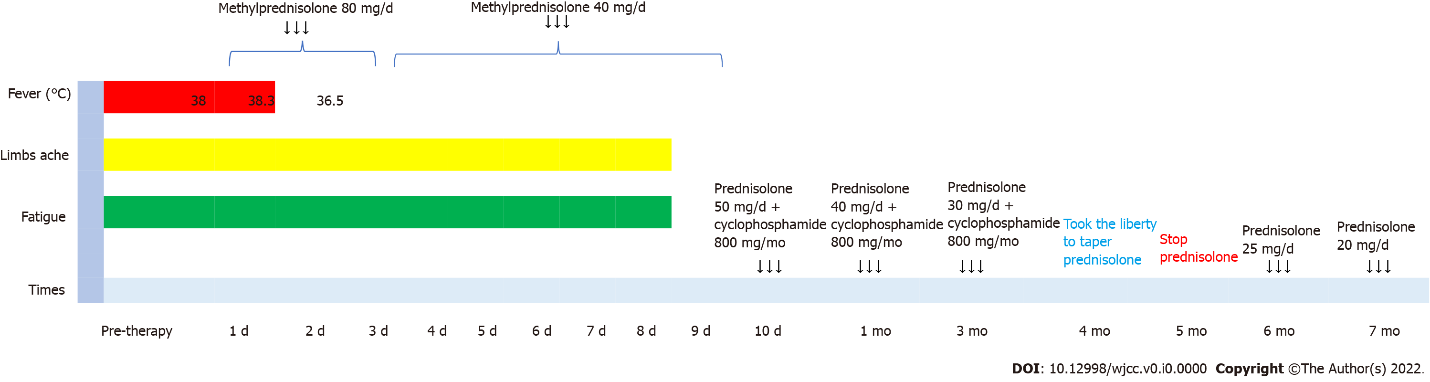 Methylprednisolone 80 mg/d
↓↓↓
Methylprednisolone 40 mg/d
↓↓↓
Fever (°C)
38
38.3
36.5
Limbs ache
Fatigue
Prednisolone
50 mg/d +
cyclophosphamide
800 mg/mo
↓↓↓
Prednisolone
40 mg/d +
cyclophosphamide
800 mg/mo
↓↓↓
Prednisolone
30 mg/d +
cyclophosphamide
800 mg/mo
↓↓↓
Took the liberty
to taper
prednisolone
Stop
prednisolone
Prednisolone
25 mg/d
↓↓↓
Prednisolone
20 mg/d
↓↓↓
Times
Pre-therapy 1 d 2 d 3 d 4 d 5 d 6 d 7 d 8 d 9 d 10 d 1 mo 3 mo 4 mo 5 mo 6 mo 7 mo
DOI: 10.12998/wjcc.v0.i0.0000 Copyright ©The Author(s) 2022.